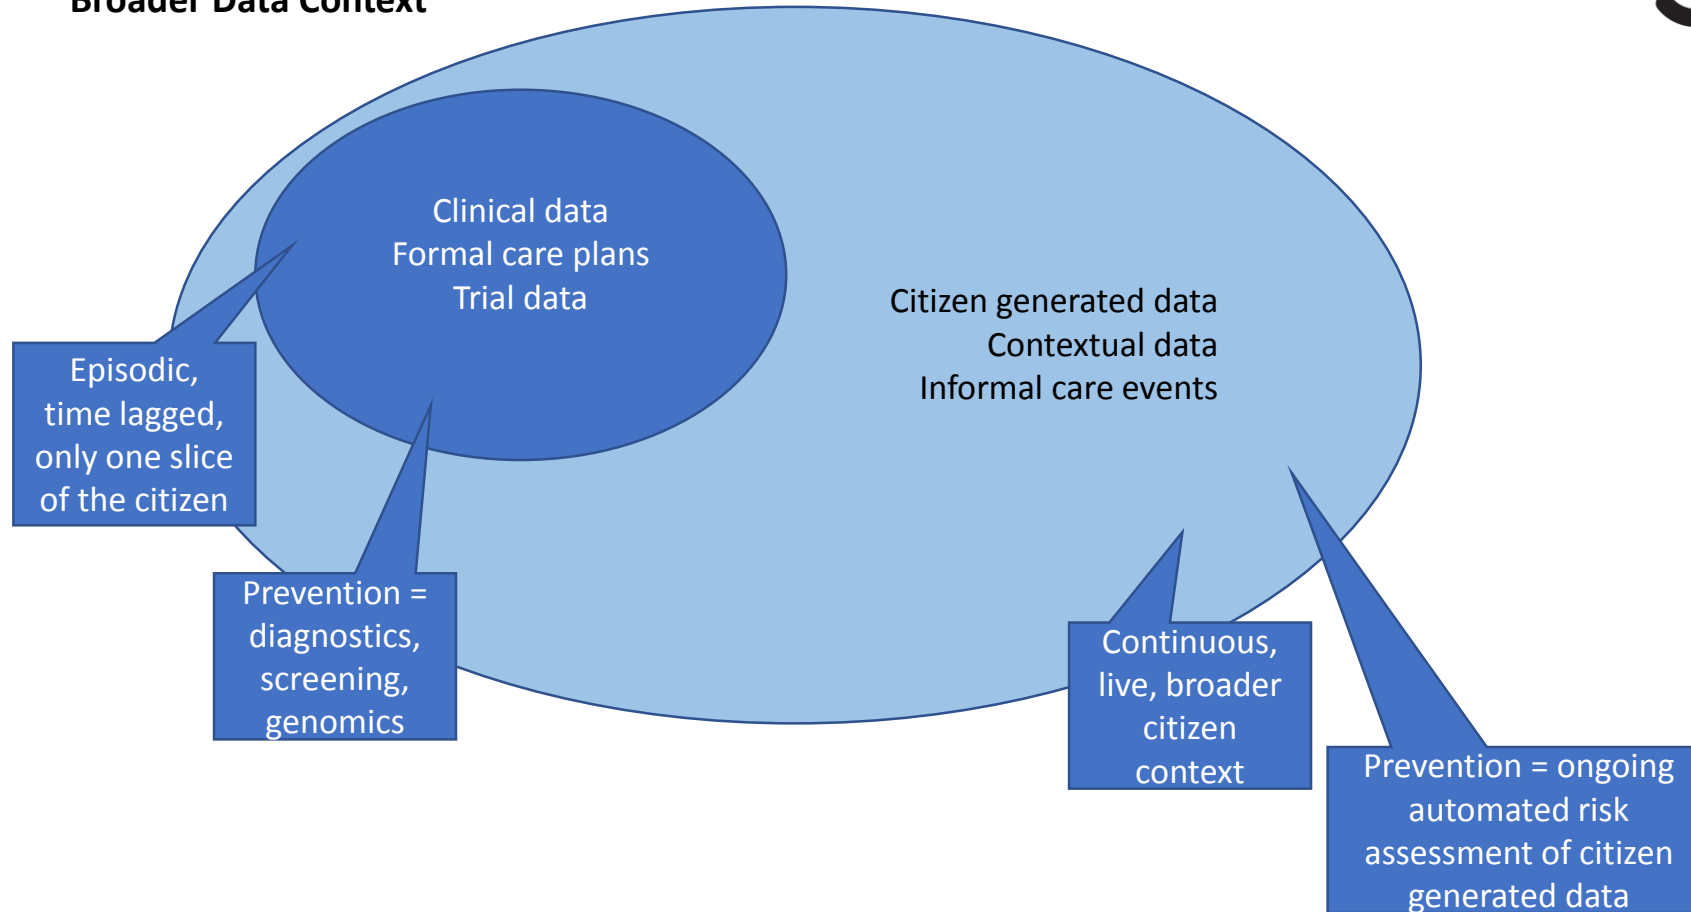 Broader Data Context
Clinical data
Formal care plans
Trial data
Citizen generated data
Contextual data
Informal care events
Episodic,
time lagged,
only one slice
of the citizen
Prevention =
diagnostics,
screening,
genomics
Continuous,
live, broader
citizen
context
Prevention = ongoing
automated risk
assessment of citizen
generated data